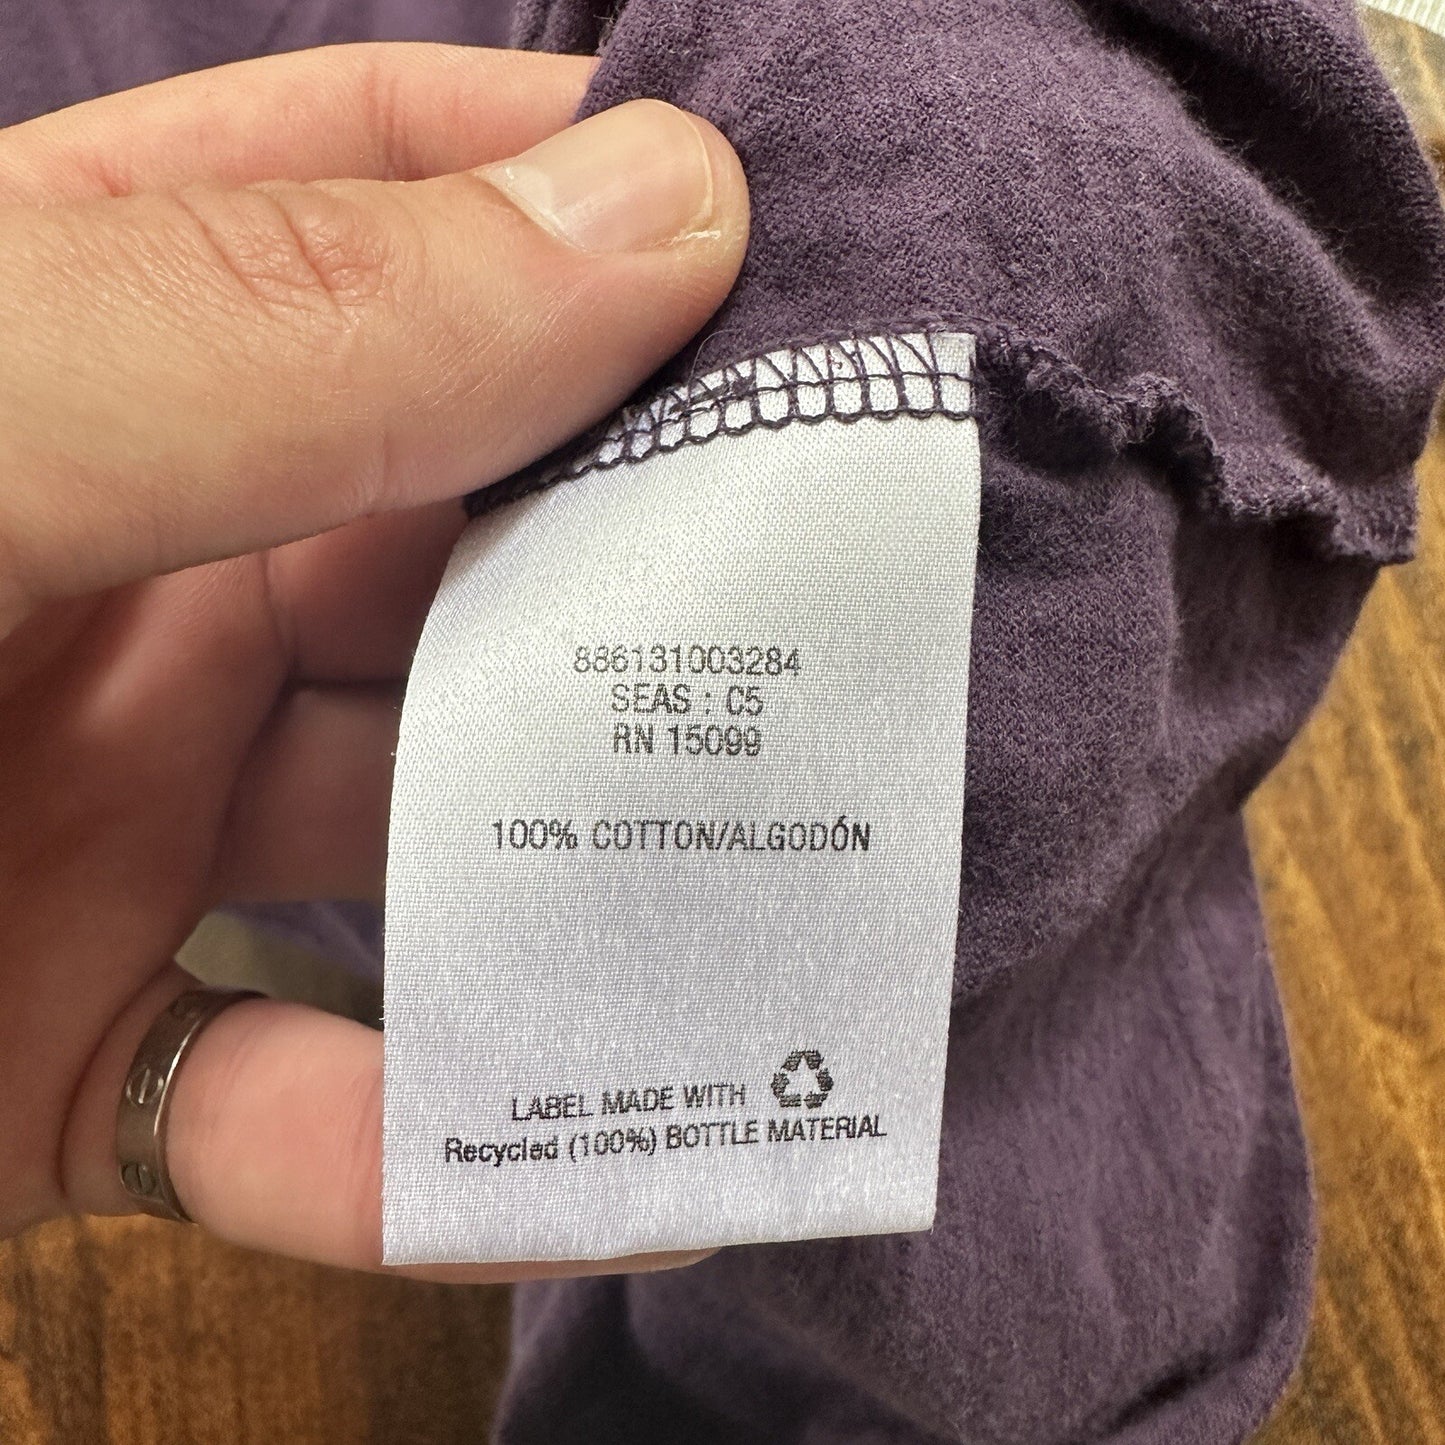 886131003284
SEAS : C5
RN 15099
100% COTTON/ALGODÓN
LABEL MADE WITH
Recycled (100%) BOTTLE MATERIAL